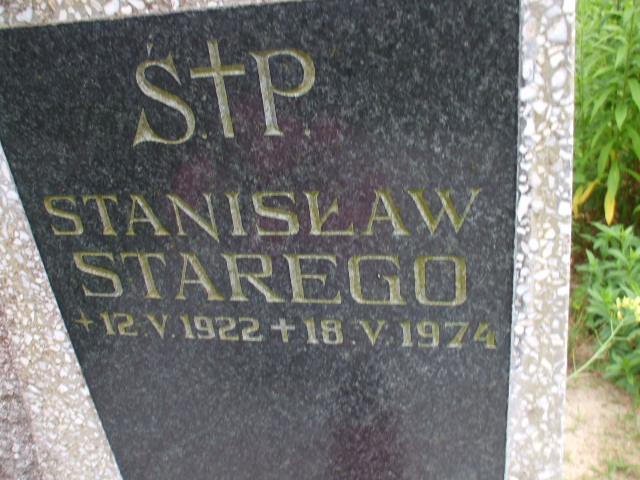 Ś.†P.
STANISŁAW
STAREGO
+ 12.V.1922 + 18.V.1974